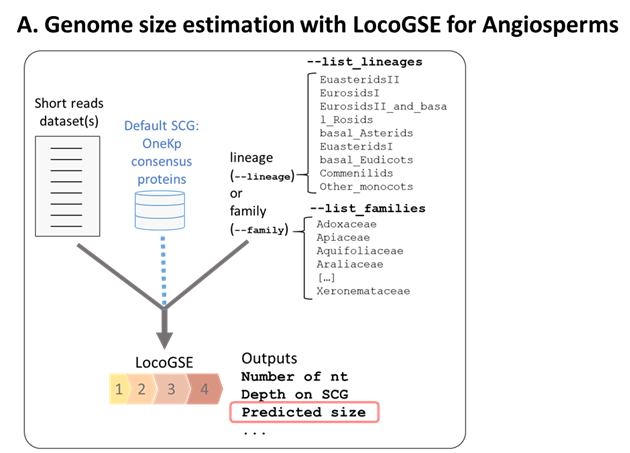 A. Genome size estimation with LocoGSE for Angiosperms
Short reads
dataset(s)
Default SCG:
OneKp
consensus
proteins
lineage
(--lineage)
or
family
(--family)
--list_lineages
EuasteridsII
EurosidsI
EurosidsII_and_basa
l_Rosids
basal_Asterids
EuasteridsI
basal_Eudicots
Commenilids
Other_monocots
--list_families
Adoxaceae
Apiaceae
Aquifoliaceae
Araliaceae
[…]
Xeronemataceae
LocoGSE
1 2 3 4
Outputs
Number of nt
Depth on SCG
Predicted size
...